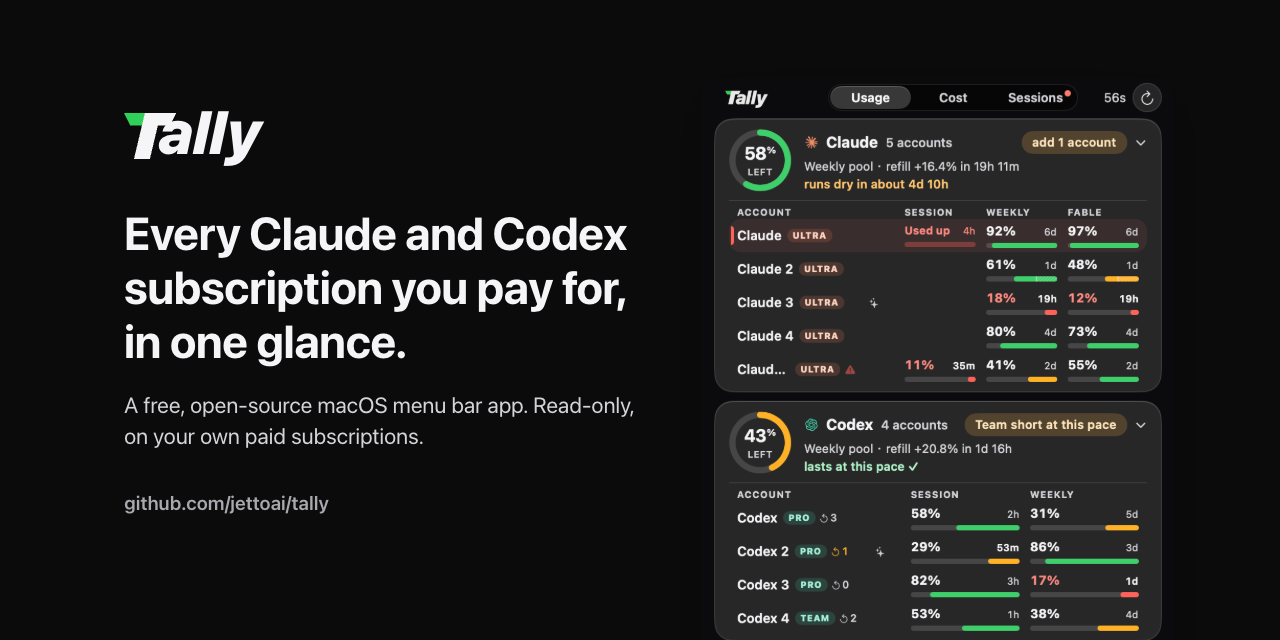 Tally
Every Claude and Codex
subscription you pay for,
in one glance.
A free, open-source macOS menu bar app. Read-only,
on your own paid subscriptions.
github.com/jettoai/tally
Tally Usage Cost Sessions 56s
58% LEFT
Claude 5 accounts add 1 account
Weekly pool · refill +16.4% in 19h 11m
runs dry in about 4d 10h
ACCOUNT SESSION WEEKLY FABLE
Claude ULTRA Used up 4h 92% 6d 97% 6d
Claude 2 ULTRA 61% 1d 48% 1d
Claude 3 ULTRA 18% 19h 12% 19h
Claude 4 ULTRA 80% 4d 73% 4d
Claud... ULTRA 11% 35m 41% 2d 55% 2d
43% LEFT
Codex 4 accounts Team short at this pace
Weekly pool · refill +20.8% in 1d 16h
lasts at this pace ✓
ACCOUNT SESSION WEEKLY
Codex PRO 3 58% 2h 31% 5d
Codex 2 PRO 1 29% 53m 86% 3d
Codex 3 PRO 0 82% 3h 17% 1d
Codex 4 TEAM 2 53% 1h 38% 4d